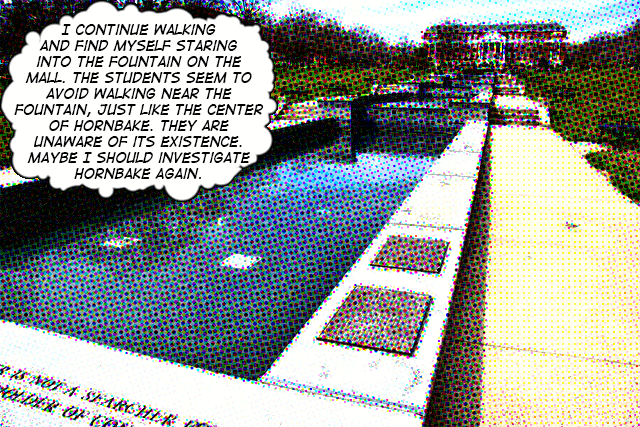 I CONTINUE WALKING
AND FIND MYSELF STARING
INTO THE FOUNTAIN ON THE
MALL. THE STUDENTS SEEM TO
AVOID WALKING NEAR THE
FOUNTAIN, JUST LIKE THE CENTER
OF HORNBAKE. THEY ARE
UNAWARE OF ITS EXISTENCE.
MAYBE I SHOULD INVESTIGATE
HORNBAKE AGAIN.
IS NOT A SEARCHER
OF